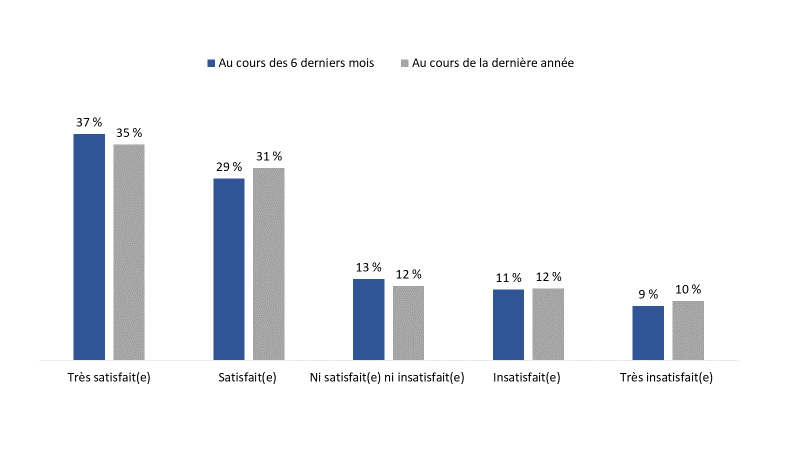 Au cours des 6 derniers mois Au cours de la dernière année
37 % 35 % 29 % 31 % 13 % 12 % 11 % 12 % 9 % 10 %
Très satisfait(e) Satisfait(e) Ni satisfait(e) ni insatisfait(e) Insatisfait(e) Très insatisfait(e)